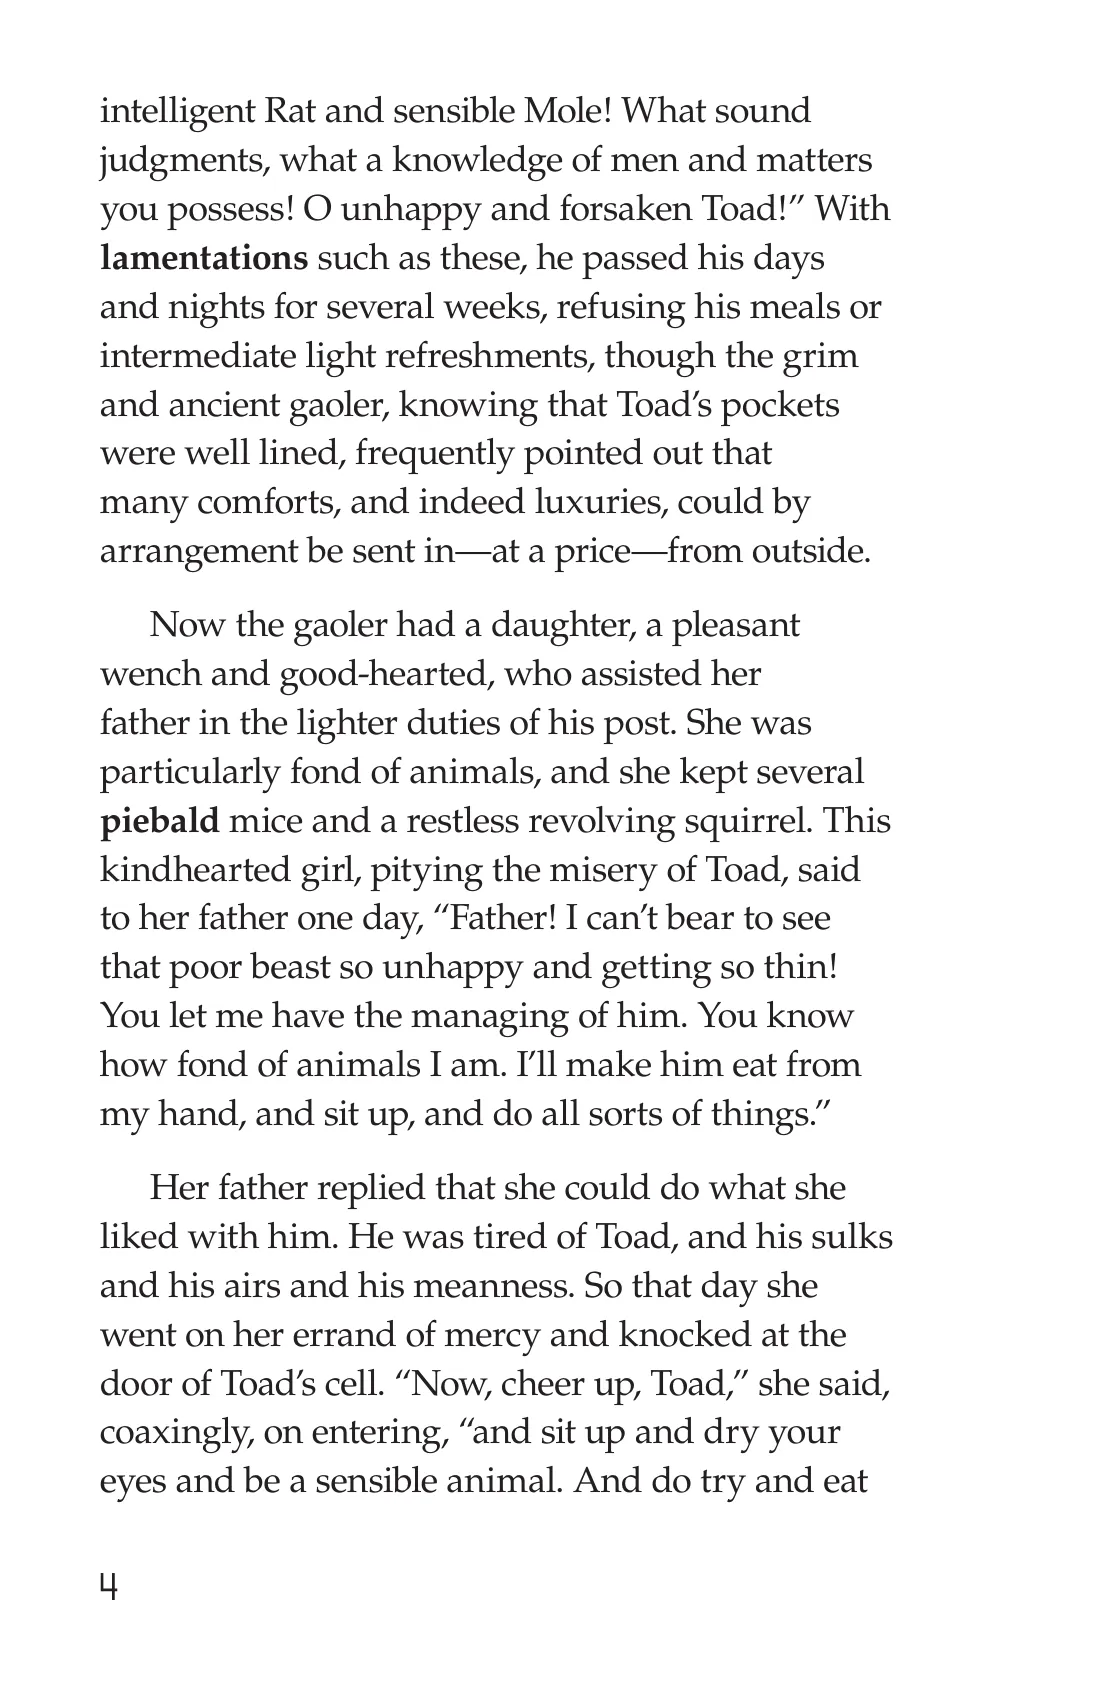 intelligent Rat and sensible Mole! What sound
judgments, what a knowledge of men and matters
you possess! O unhappy and forsaken Toad!” With
lamentations such as these, he passed his days
and nights for several weeks, refusing his meals or
intermediate light refreshments, though the grim
and ancient gaoler, knowing that Toad’s pockets
were well lined, frequently pointed out that
many comforts, and indeed luxuries, could by
arrangement be sent in—at a price—from outside.
Now the gaoler had a daughter, a pleasant
wench and good-hearted, who assisted her
father in the lighter duties of his post. She was
particularly fond of animals, and she kept several
piebald mice and a restless revolving squirrel. This
kindhearted girl, pitying the misery of Toad, said
to her father one day, “Father! I can’t bear to see
that poor beast so unhappy and getting so thin!
You let me have the managing of him. You know
how fond of animals I am. I’ll make him eat from
my hand, and sit up, and do all sorts of things.”
Her father replied that she could do what she
liked with him. He was tired of Toad, and his sulks
and his airs and his meanness. So that day she
went on her errand of mercy and knocked at the
door of Toad’s cell. “Now, cheer up, Toad,” she said,
coaxingly, on entering, “and sit up and dry your
eyes and be a sensible animal. And do try and eat
4